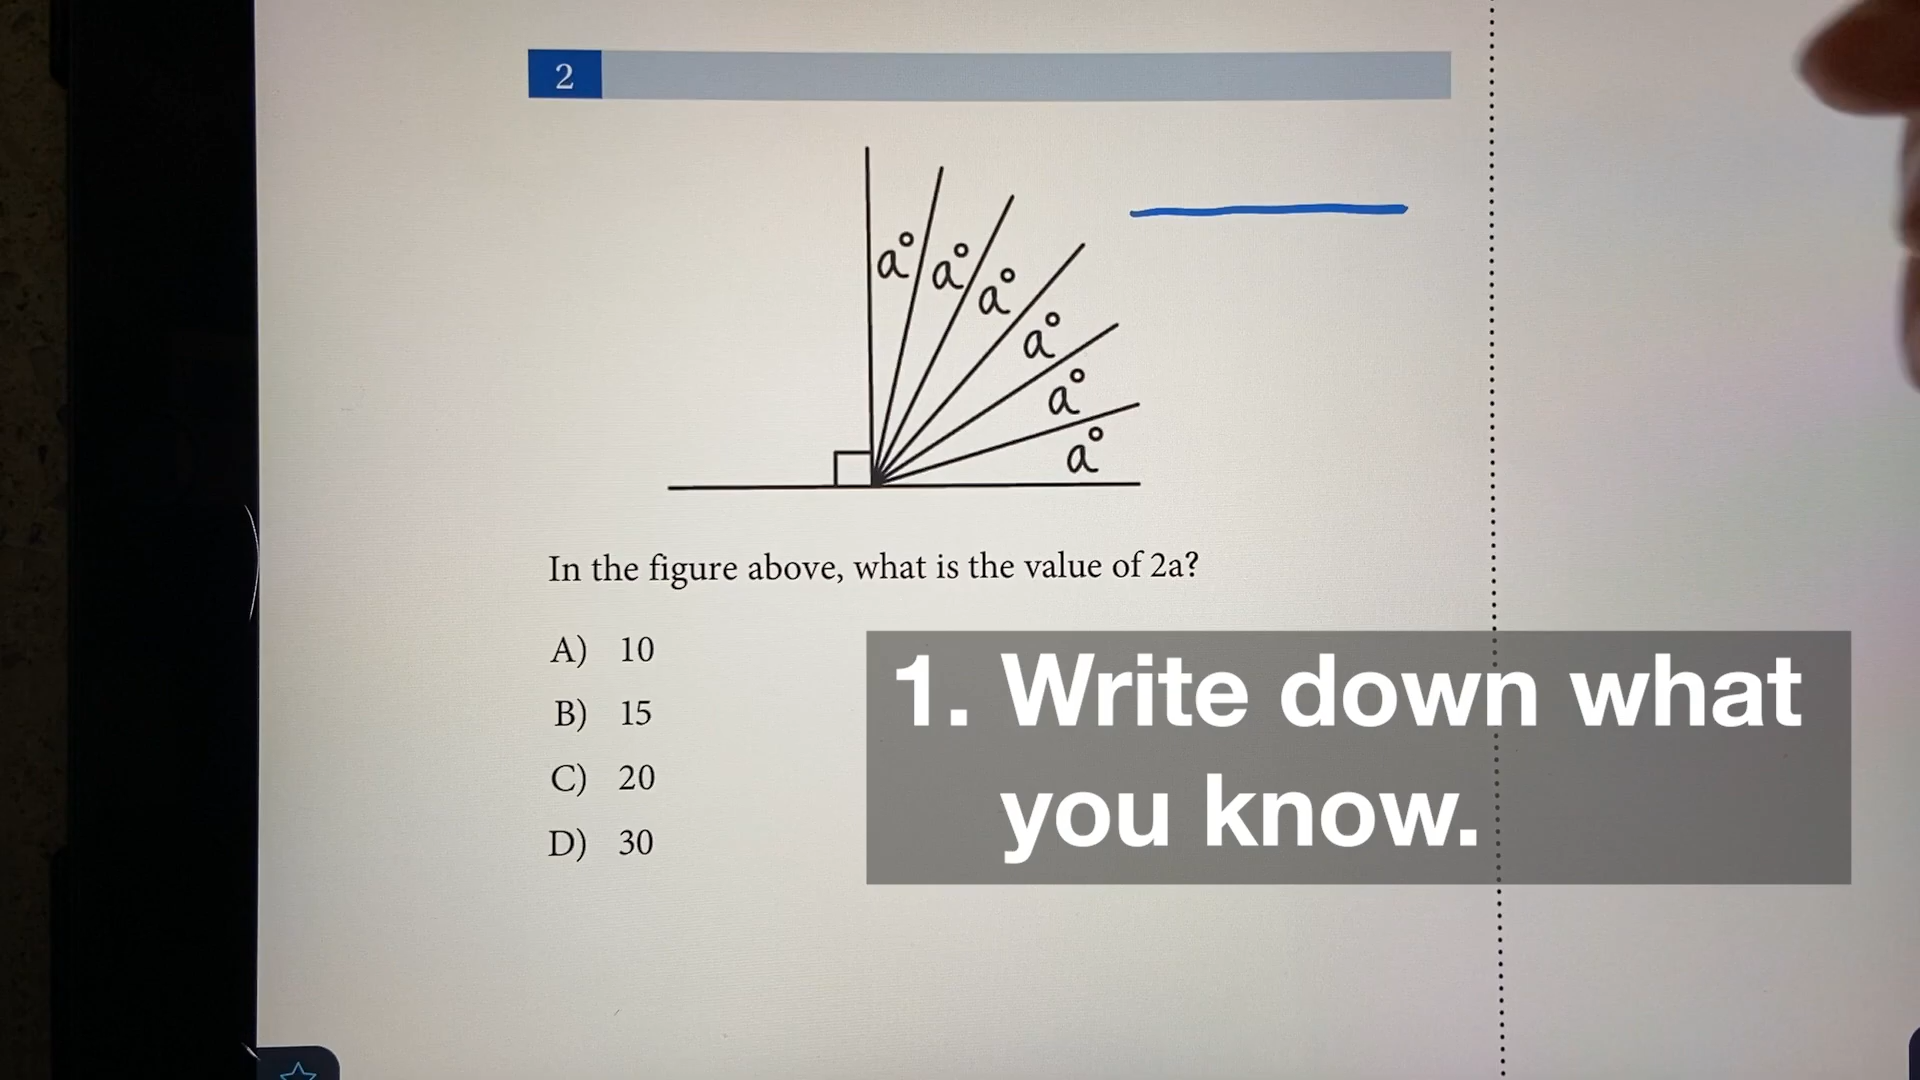 2
a°
a°
a°
a°
a°
a°
In the figure above, what is the value of 2a?
A) 10
B) 15
C) 20
D) 30
1. Write down what
you know.